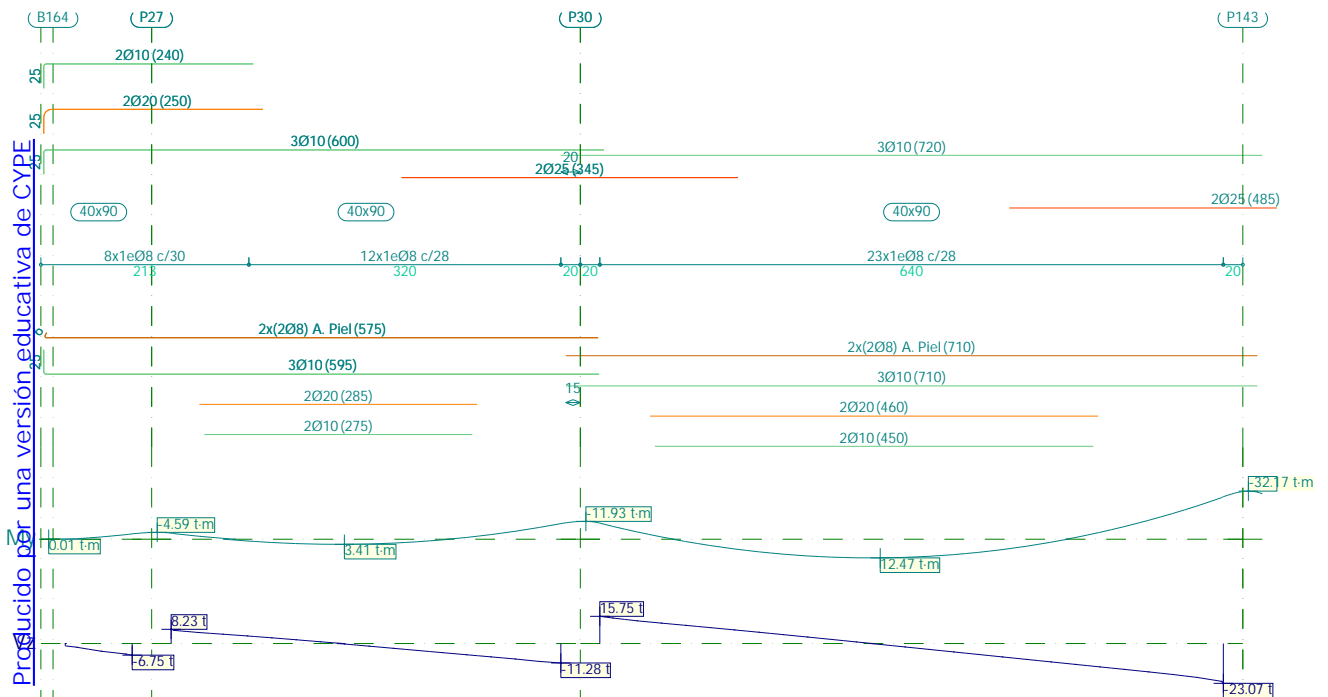 B164 P27 P30 P143
2Ø10 (240)
25
2Ø20 (250)
25
3Ø10 (600)
25
3Ø10 (720)
20
2Ø25 (345)
2Ø25 (485)
40x90 40x90 40x90
8x1eØ8 c/30 12x1eØ8 c/28 23x1eØ8 c/28
213 320 20 20 640 20
2x(2Ø8) A. Piel (575)
2x(2Ø8) A. Piel (710)
25
3Ø10 (595)
3Ø10 (710)
15
2Ø20 (285)
2Ø20 (460)
2Ø10 (275)
2Ø10 (450)
-32.17 t·m
-11.93 t·m
-4.59 t·m
0.01 t·m
3.41 t·m
12.47 t·m
15.75 t
8.23 t
-6.75 t
-11.28 t
-23.07 t
Producido por una versión educativa de CYPE